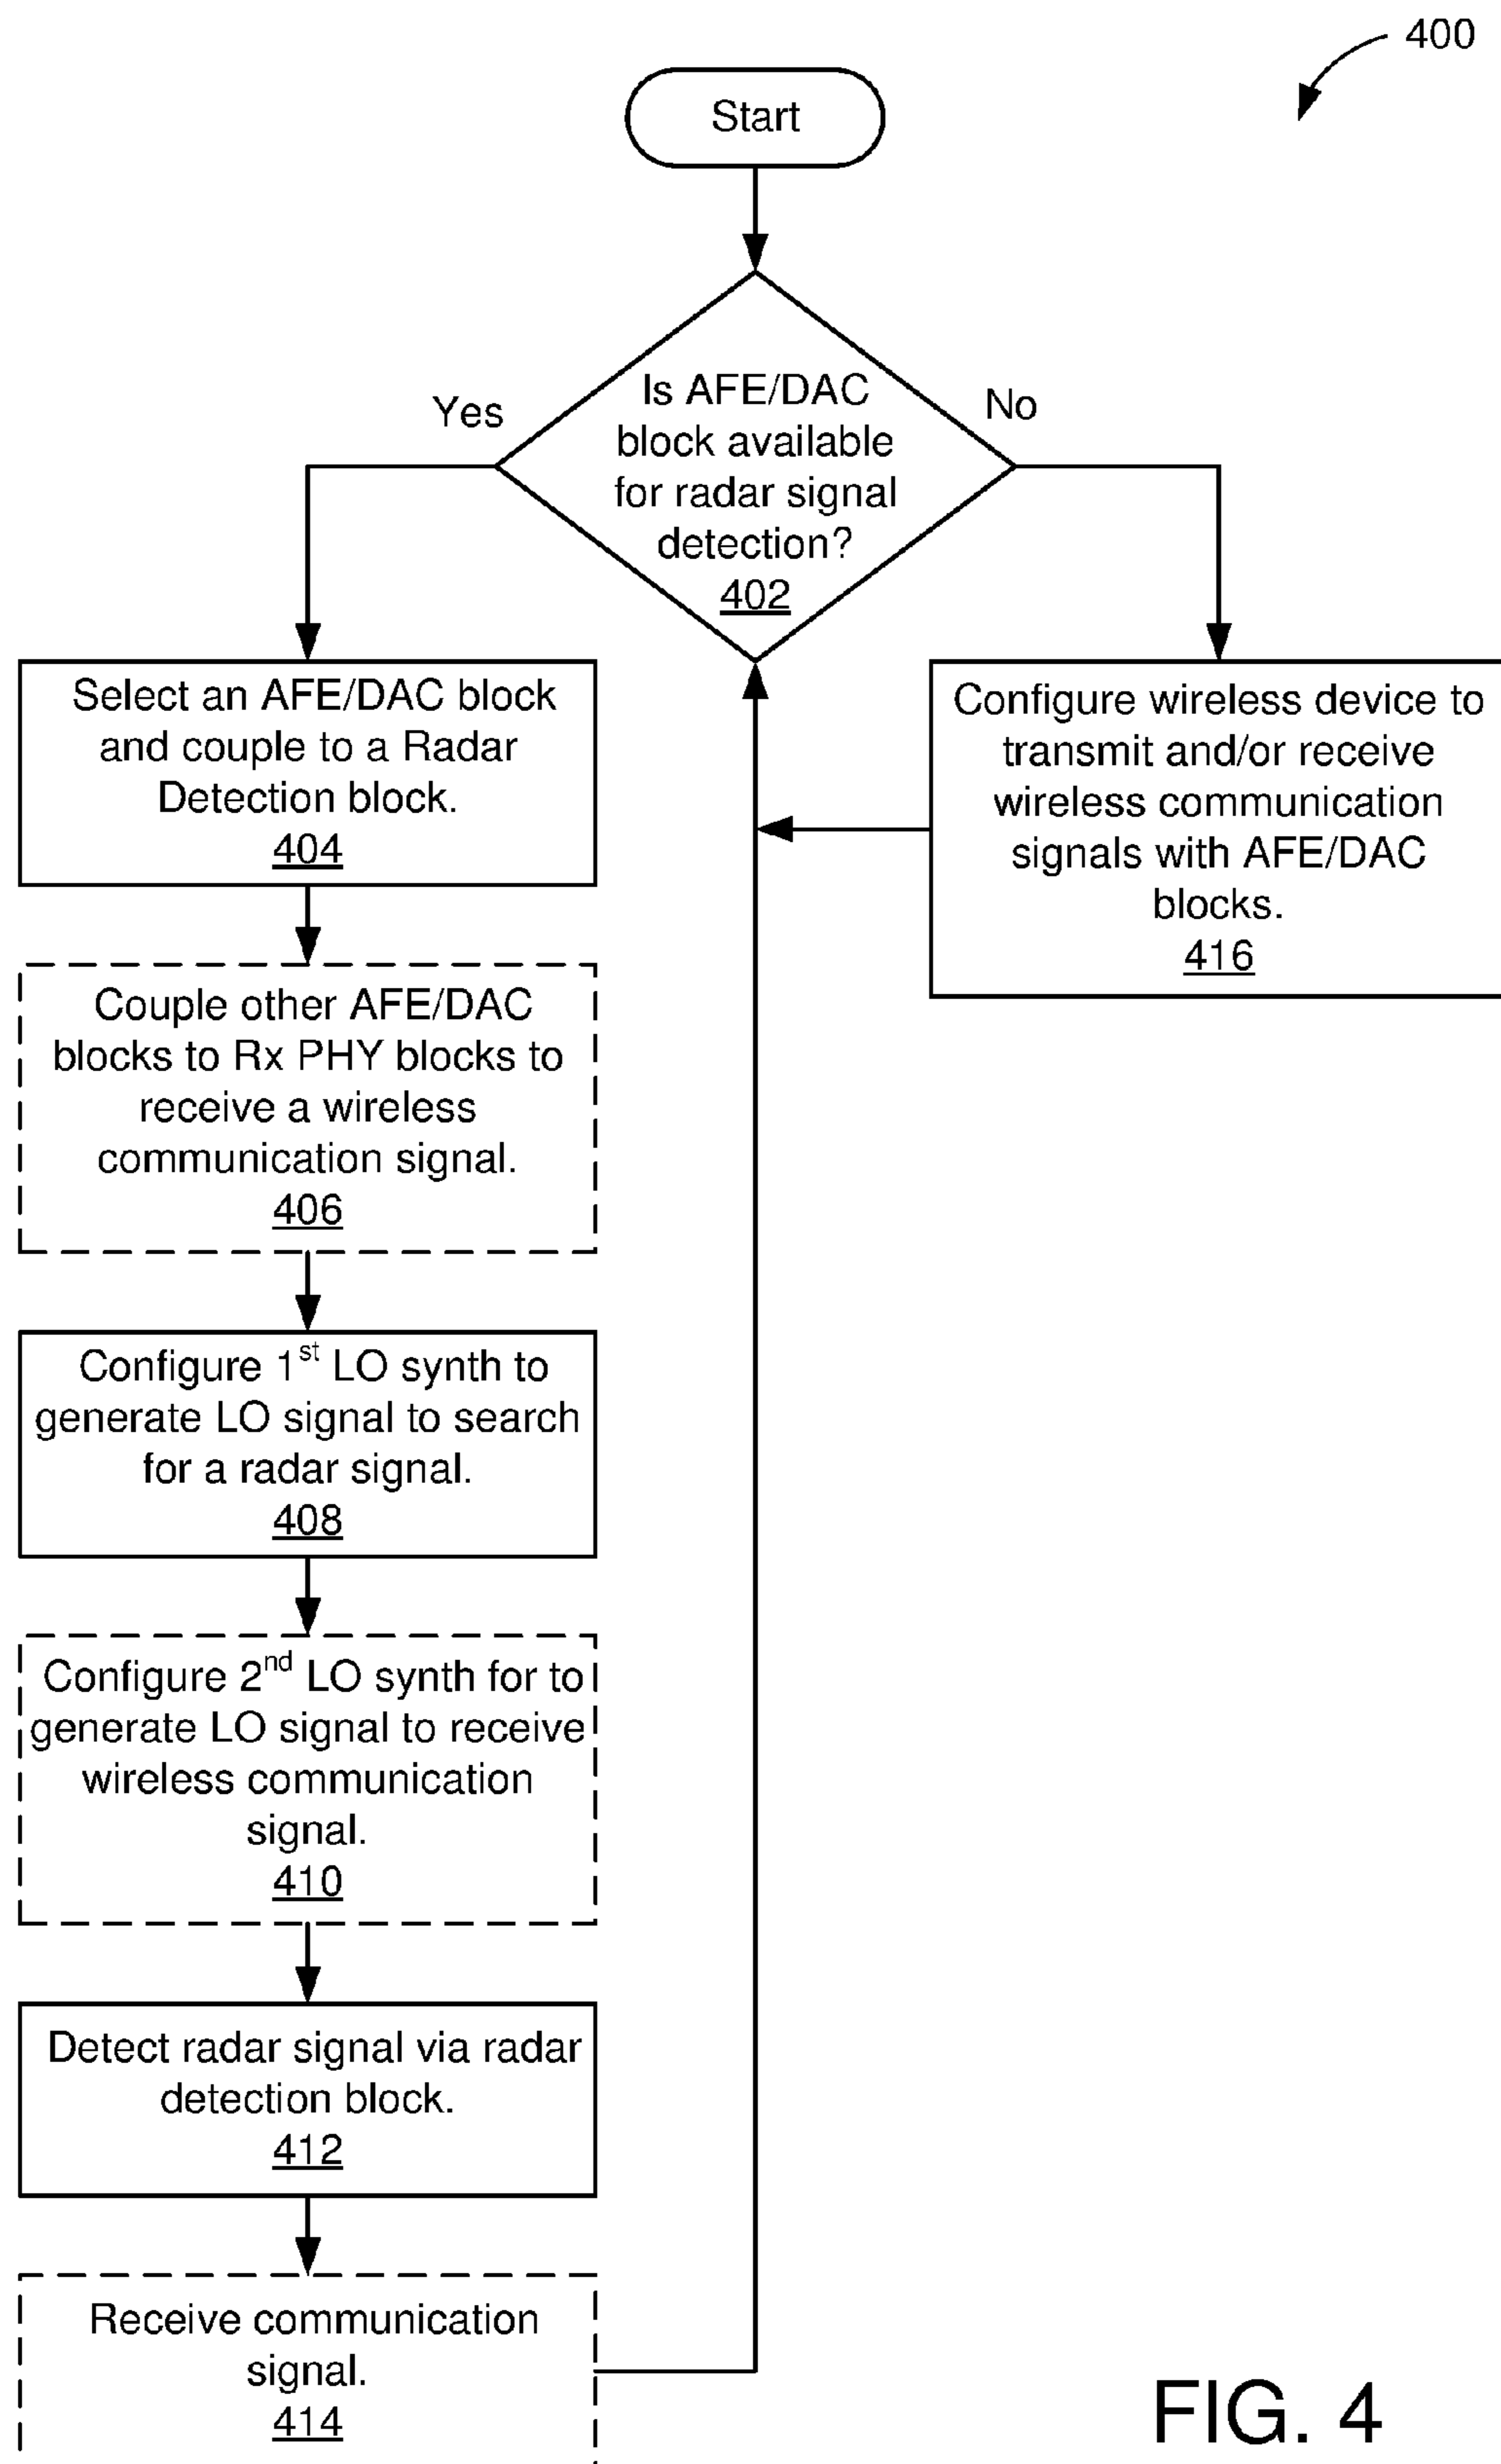 400
Start
Is AFE/DAC
block available
for radar signal
detection?
402
Yes
No
Select an AFE/DAC block
and couple to a Radar
Detection block.
404
Configure wireless device to
transmit and/or receive
wireless communication
signals with AFE/DAC
blocks.
416
Couple other AFE/DAC
blocks to Rx PHY blocks to
receive a wireless
communication signal.
406
Configure 1st LO synth to
generate LO signal to search
for a radar signal.
408
Configure 2nd LO synth for to
generate LO signal to receive
wireless communication
signal.
410
Detect radar signal via radar
detection block.
412
Receive communication
signal.
414
FIG. 4